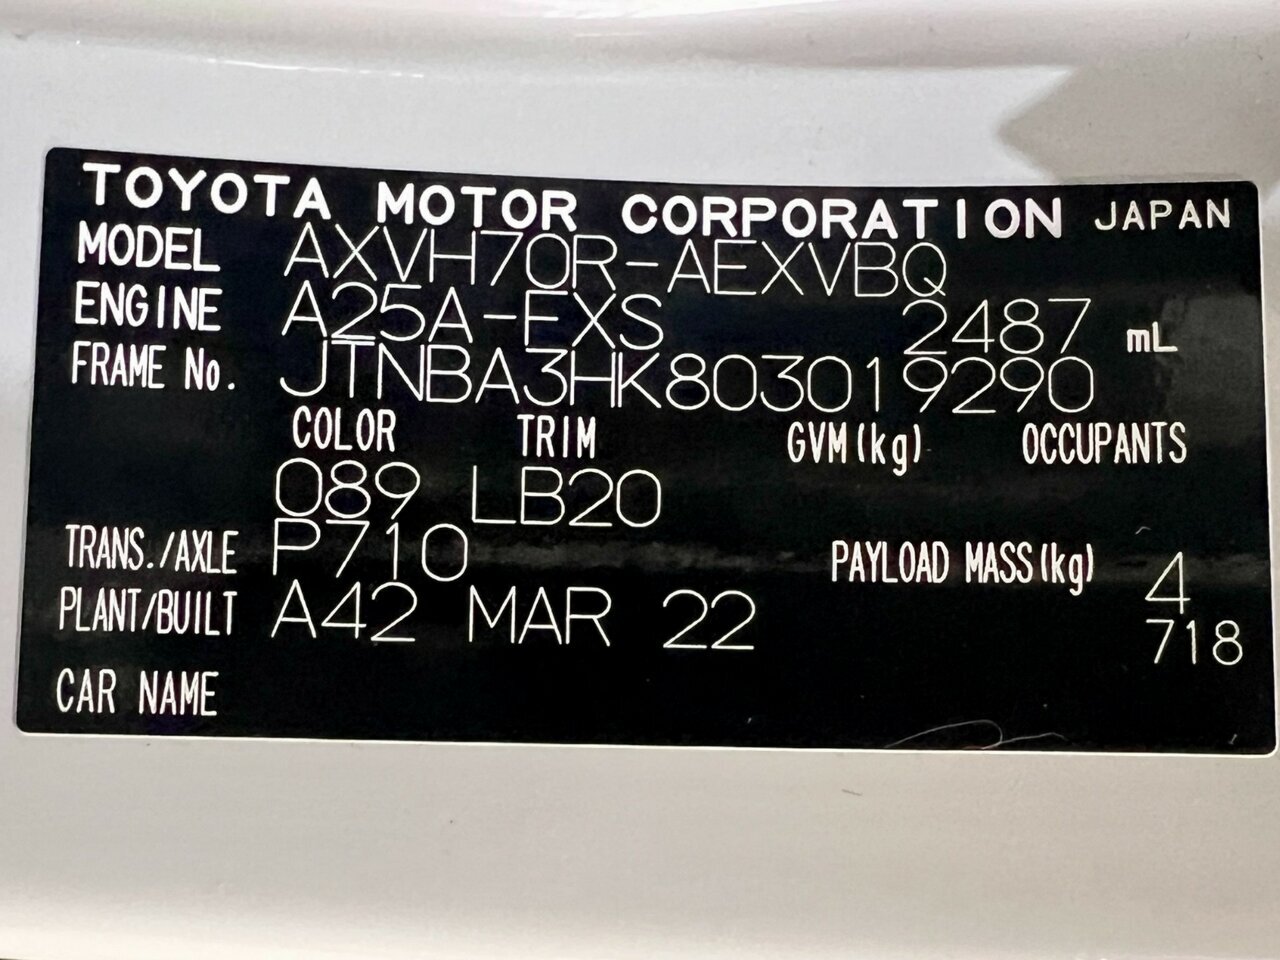 TOYOTA MOTOR CORPORATION JAPAN
MODEL AXVH70R-AEXVBQ
ENGINE A25A-EXS 2487 mL
FRAME No. JTNBA3HK803019290
COLOR TRIM GVM(kg) OCCUPANTS
089 LB20
TRANS./AXLE P710 PAYLOAD MASS(kg) 4
PLANT/BUILT A42 MAR 22 718
CAR NAME